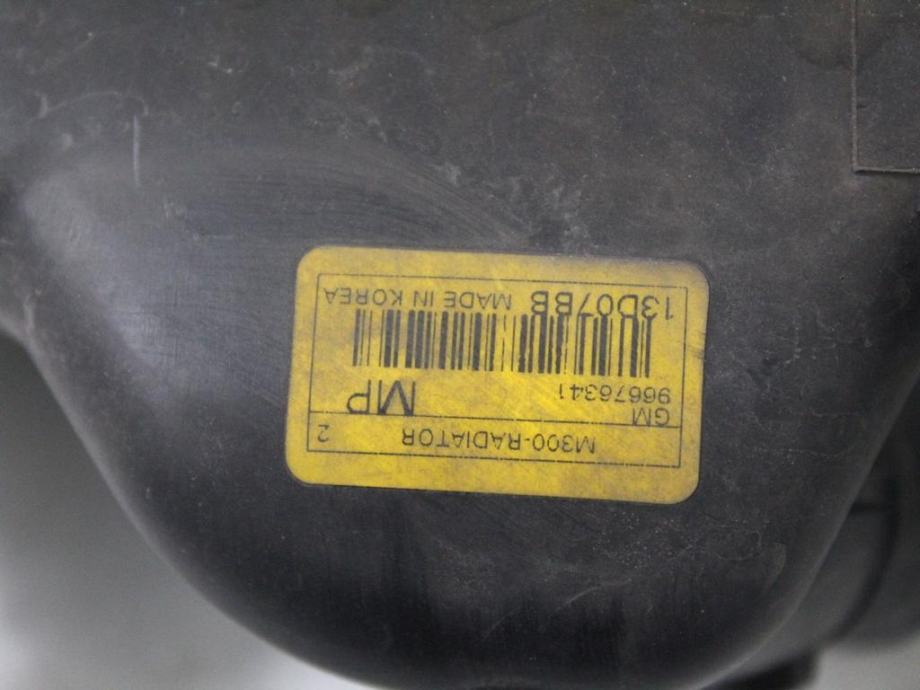 M300-RADIATOR 2
GM
96676341 MP
13D07BB MADE IN KOREA